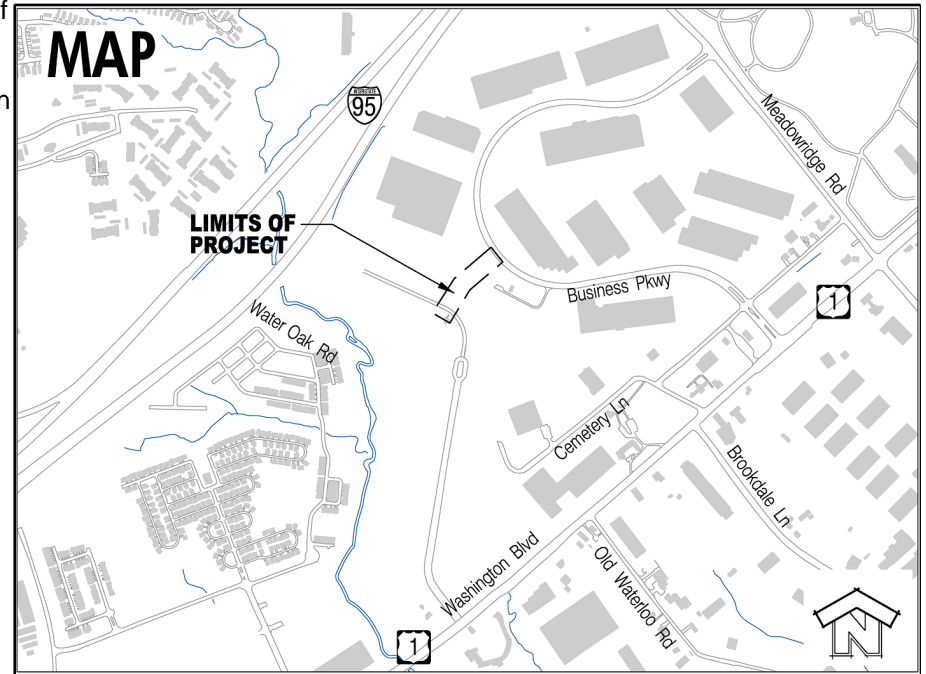 f
MAP
n
INTERSTATE
95
Meadowridge Rd
LIMITS OF
PROJECT
Business Pkwy
1
Water Oak Rd
Cemetery Ln
Brookdale Ln
Washington Blvd
Old Waterloo Rd
1
N